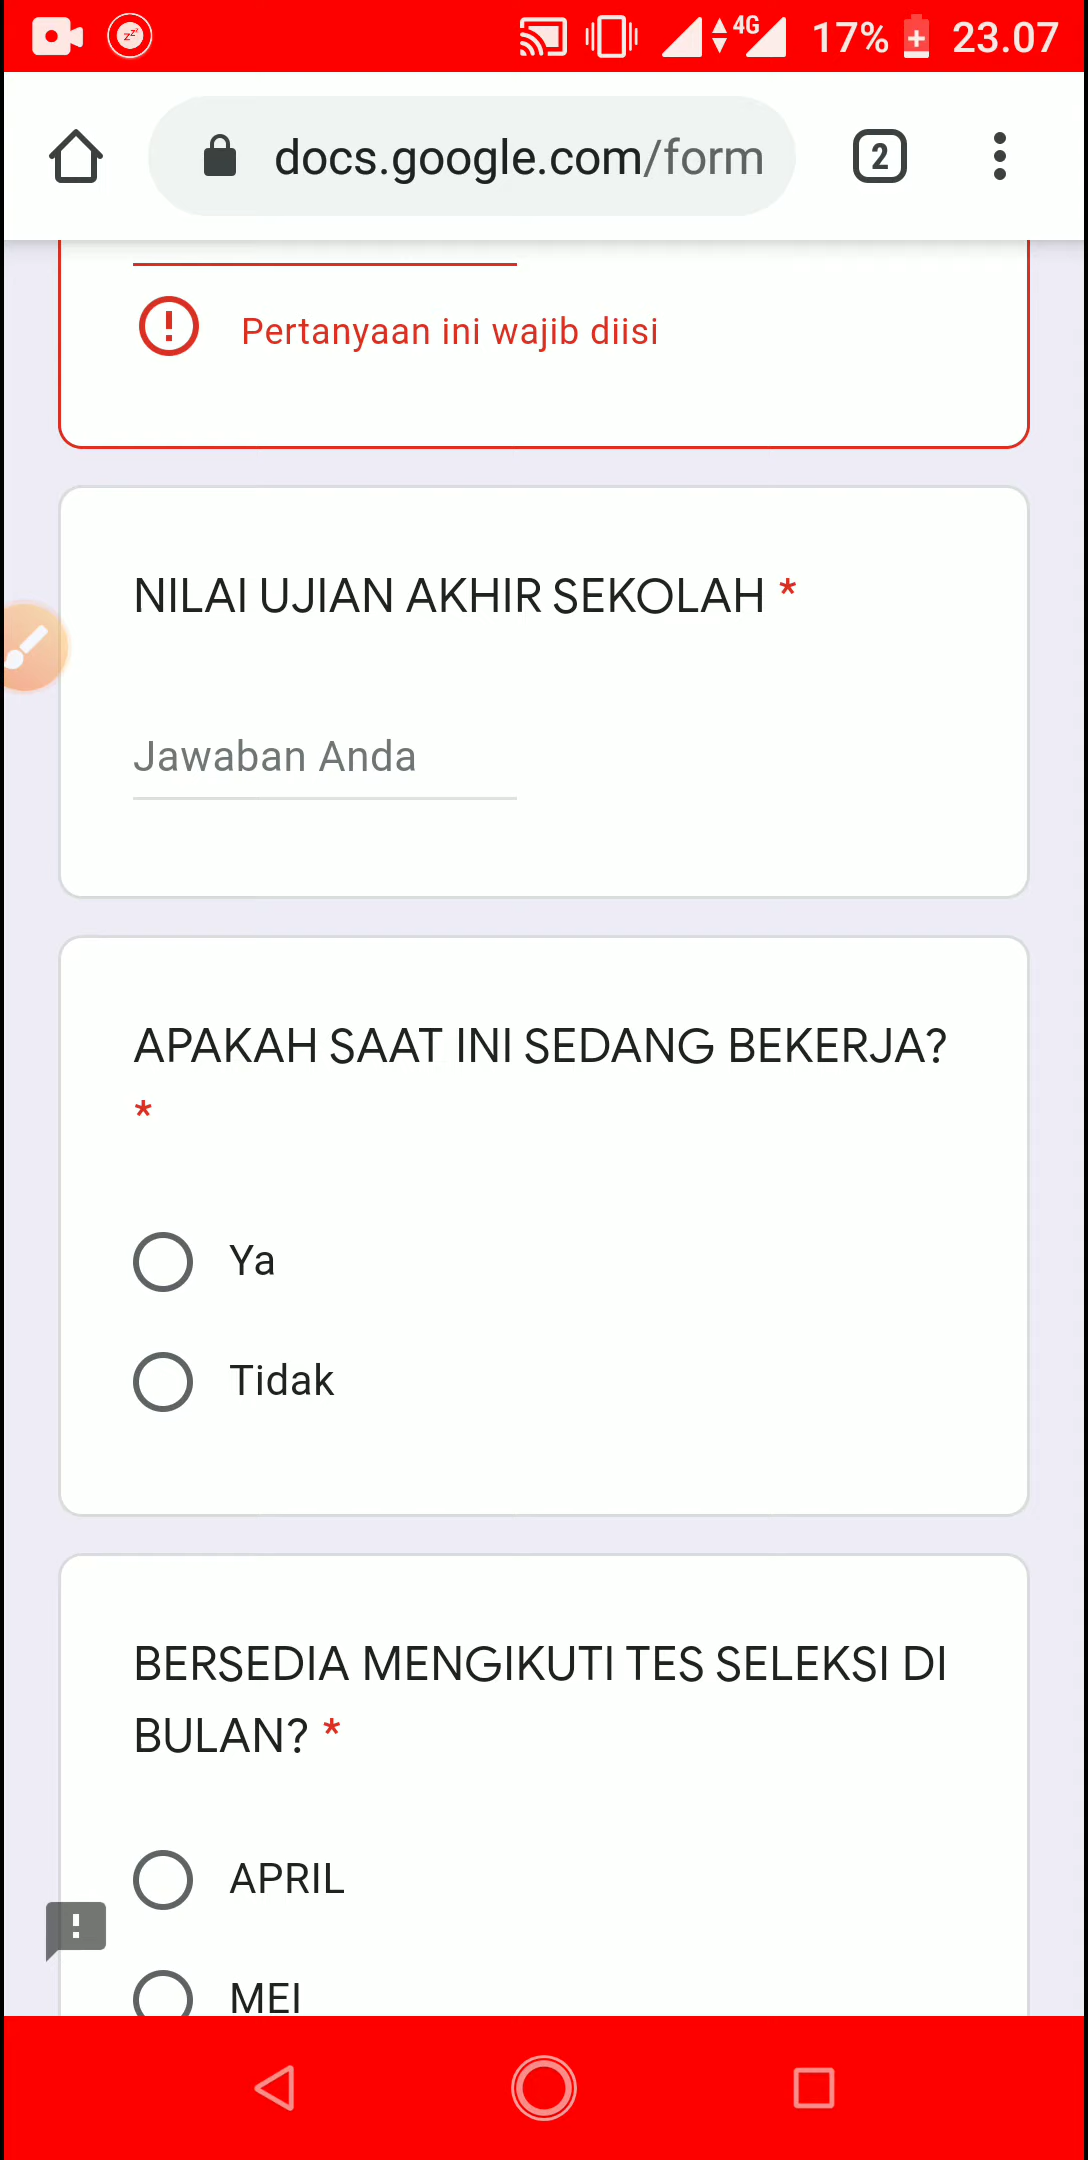 4G 17% 23.07
docs.google.com/form
2
Pertanyaan ini wajib diisi
NILAI UJIAN AKHIR SEKOLAH *
Jawaban Anda
APAKAH SAAT INI SEDANG BEKERJA?
*
Ya
Tidak
BERSEDIA MENGIKUTI TES SELEKSI DI
BULAN? *
APRIL
MEI